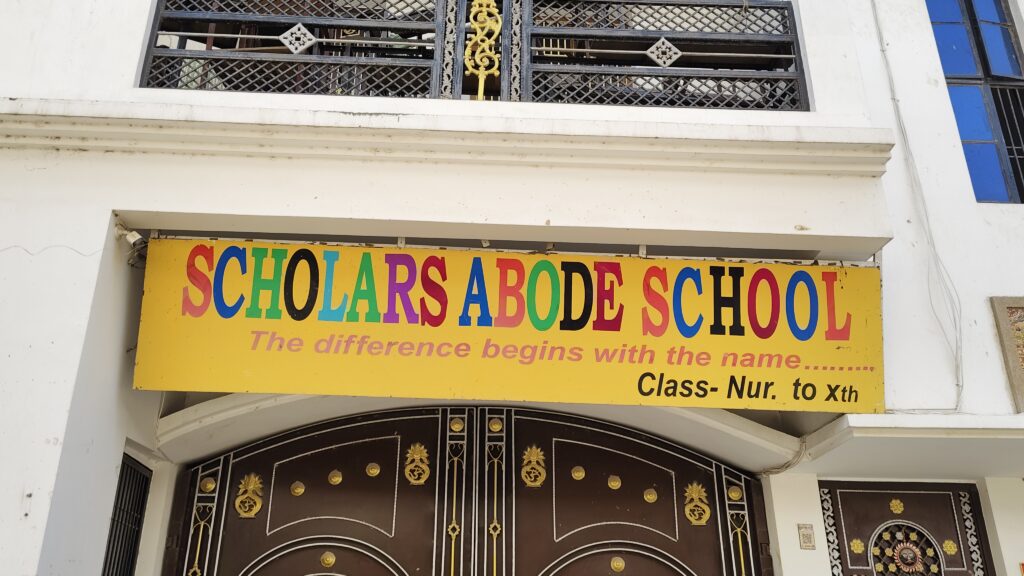 SCHOLARS ABODE SCHOOL
The difference begins with the name.........
Class- Nur. to Xth